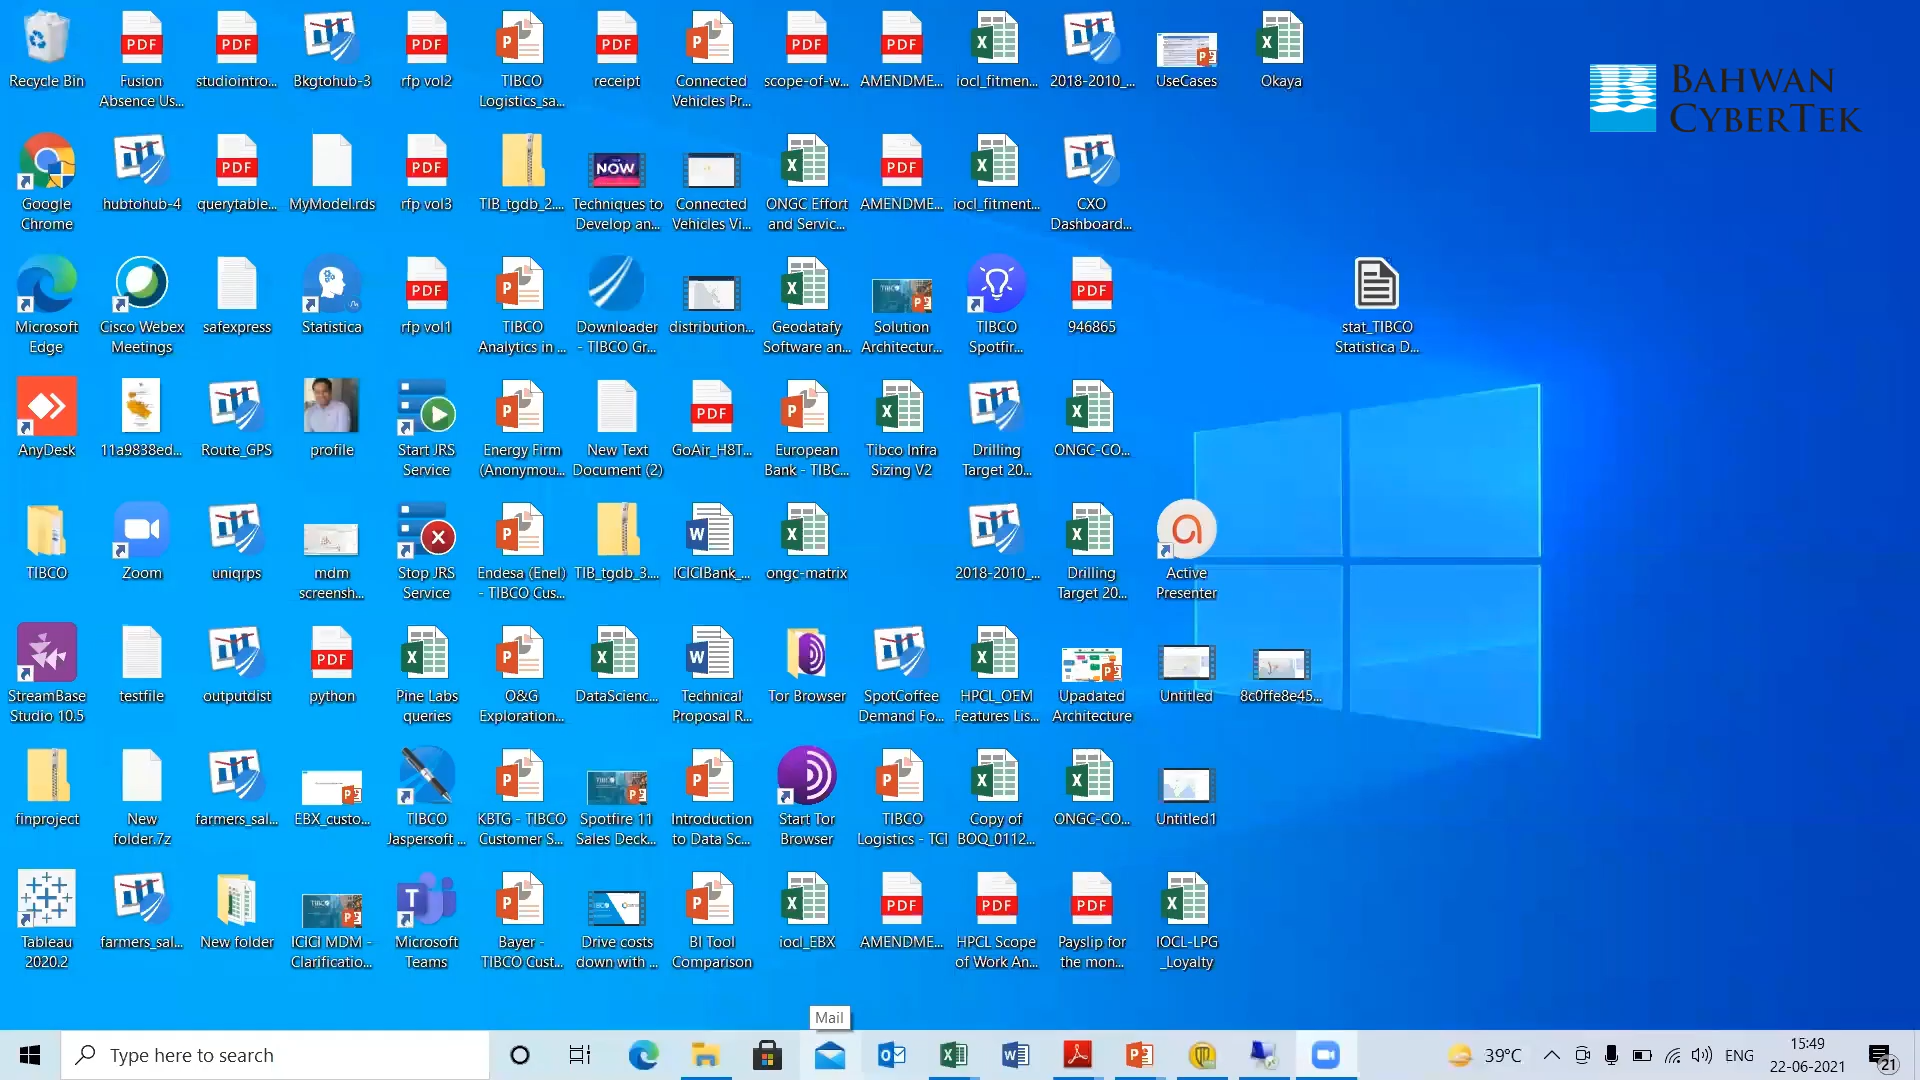 Recycle Bin
Fusion
Absence Us...
studiointro...
Bkgtohub-3
rfp vol2
TIBCO
Logistics_sa...
receipt
Connected
Vehicles Pr...
scope-of-w...
AMENDME...
iocl_fitmen...
2018-2010_...
UseCases
Okaya
BAHWAN
CYBERTEK
Google
Chrome
hubtohub-4
querytable...
MyModel.rds
rfp vol3
TIB_tgdb_2....
NOW
Techniques to
Develop an...
Connected
Vehicles Vi...
ONGC Effort
and Servic...
AMENDME...
iocl_fitment...
CXO
Dashboard...
Microsoft
Edge
Cisco Webex
Meetings
safexpress
Statistica
rfp vol1
TIBCO
Analytics in ...
Downloader
- TIBCO Gr...
distribution...
Geodatafy
Software an...
Solution
Architectur...
TIBCO
Spotfir...
946865
stat_TIBCO
Statistica D...
AnyDesk
11a9838ed...
Route_GPS
profile
Start JRS
Service
Energy Firm
(Anonymou...
New Text
Document (2)
GoAir_H8T...
European
Bank - TIBC...
Tibco Infra
Sizing V2
Drilling
Target 20...
ONGC-CO...
TIBCO
Zoom
uniqrps
mdm
screensh...
Stop JRS
Service
Endesa (Enel)
- TIBCO Cus...
TIB_tgdb_3....
ICICIBank_...
ongc-matrix
2018-2010_...
Drilling
Target 20...
Active
Presenter
StreamBase
Studio 10.5
testfile
outputdist
python
Pine Labs
queries
O&G
Exploration...
DataScienc...
Technical
Proposal R...
Tor Browser
SpotCoffee
Demand Fo...
HPCL_OEM
Features Lis...
Upadated
Architecture
Untitled
8c0ffe8e45...
finproject
New
folder.7z
farmers_sal...
EBX_custo...
TIBCO
Jaspersoft ...
KBTG - TIBCO
Customer S...
Spotfire 11
Sales Deck...
Introduction
to Data Sc...
Start Tor
Browser
TIBCO
Logistics - TCI
Copy of
BOQ_0112...
ONGC-CO...
Untitled1
Tableau
2020.2
farmers_sal...
New folder
ICICI MDM -
Clarificatio...
Microsoft
Teams
Bayer -
TIBCO Cust...
Drive costs
down with ...
BI Tool
Comparison
iocl_EBX
AMENDME...
HPCL Scope
of Work An...
Payslip for
the mon...
IOCL-LPG
_Loyalty
Mail
Type here to search
39°C
ENG
15:49
22-06-2021
21